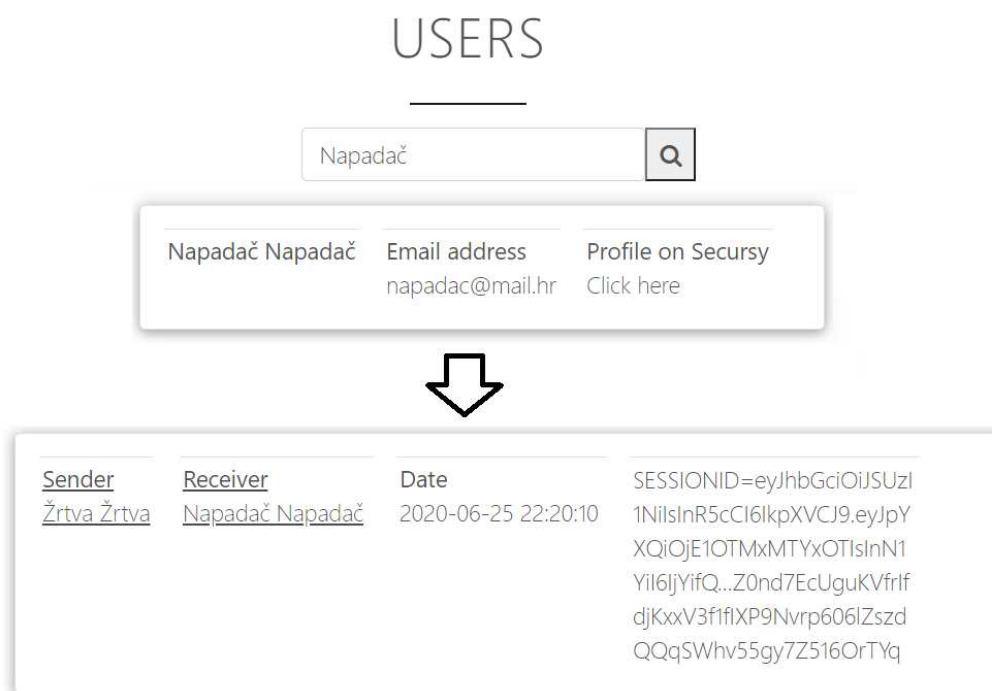 USERS
Napadač
Napadač Napadač Email address Profile on Secursy
napadac@mail.hr Click here
Sender Receiver Date SESSIONID=eyJhbGciOiJSUzI
Žrtva Žrtva Napadač Napadač 2020-06-25 22:20:10 1NiIsInR5cCI6IkpXVCJ9.eyJpY
XQiOjE1OTMxMTYxOTIsInN1
YiI6IjYifQ...Z0nd7EcUguKVfrIf
djKxxV3f1fIXP9Nvrp606lZszd
QQqSWhv55gy7Z516OrTYq